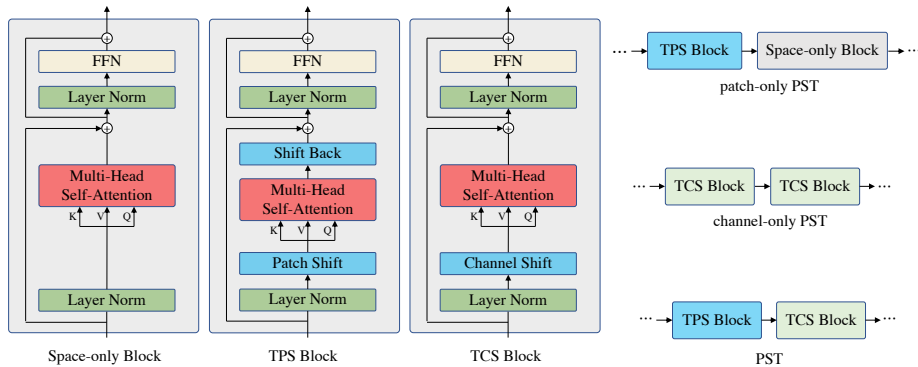 FFN
Layer Norm
Multi-Head
Self-Attention
K V Q
Layer Norm
Space-only Block
FFN
Layer Norm
Shift Back
Multi-Head
Self-Attention
K V Q
Patch Shift
Layer Norm
TPS Block
FFN
Layer Norm
Multi-Head
Self-Attention
K V Q
Channel Shift
Layer Norm
TCS Block
... TPS Block Space-only Block ...
patch-only PST
... TCS Block TCS Block ...
channel-only PST
... TPS Block TCS Block ...
PST